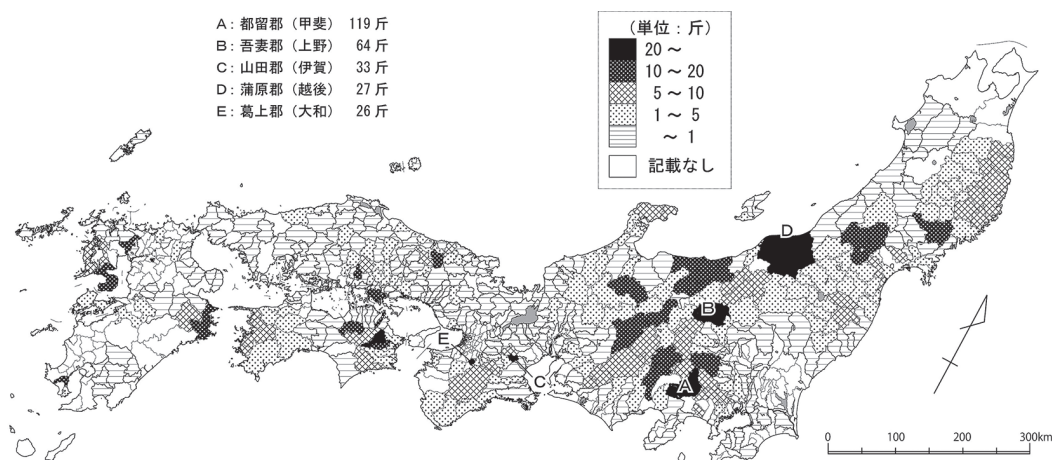 A：都留郡（甲斐） 119 斤
B：吾妻郡（上野） 64 斤
C：山田郡（伊賀） 33 斤
D：蒲原郡（越後） 27 斤
E：葛上郡（大和） 26 斤
（単位：斤）
20 ～
10 ～ 20
5 ～ 10
1 ～ 5
～ 1
記載なし
D
B
E
C
A
0 100 200 300km